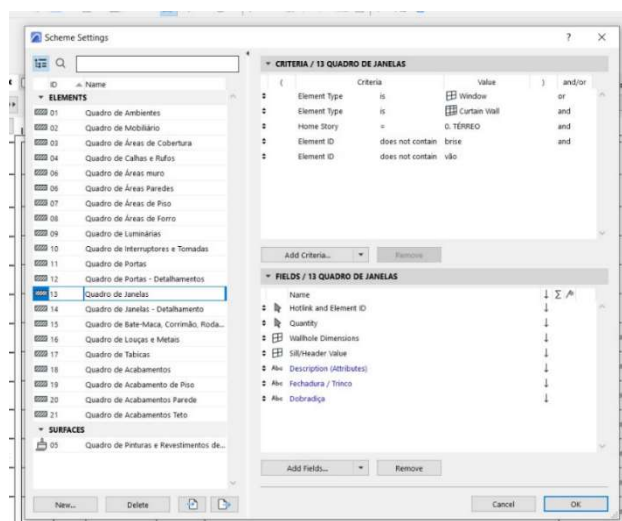 Scheme Settings
? ×
ID Name
ELEMENTS
01 Quadro de Ambientes
02 Quadro de Mobiliário
03 Quadro de Áreas de Cobertura
04 Quadro de Calhas e Rufos
06 Quadro de Áreas muro
06 Quadro de Áreas Paredes
07 Quadro de Áreas de Piso
08 Quadro de Áreas de Forro
09 Quadro de Luminárias
10 Quadro de Interruptores e Tomadas
11 Quadro de Portas
12 Quadro de Portas - Detalhamentos
13 Quadro de Janelas
14 Quadro de Janelas - Detalhamento
15 Quadro de Bate-Maca, Corrimão, Roda...
16 Quadro de Louças e Metais
17 Quadro de Tabicas
18 Quadro de Acabamentos
19 Quadro de Acabamento de Piso
20 Quadro de Acabamentos Parede
21 Quadro de Acabamentos Teto
SURFACES
05 Quadro de Pinturas e Revestimentos de...
New... Delete
CRITERIA / 13 QUADRO DE JANELAS
( Criteria Value ) and/or
Element Type is Window or
Element Type is Curtain Wall and
Home Story = 0. TÉRREO and
Element ID does not contain brise and
Element ID does not contain vão
Add Criteria... Remove
FIELDS / 13 QUADRO DE JANELAS
Name ↓ Σ
Hotlink and Element ID ↓
Quantity ↓
Wallhole Dimensions ↓
Sill/Header Value ↓
Abc Description (Attributes) ↓
Abc Fechadura / Trinco ↓
Abc Dobradiça ↓
Add Fields... Remove
Cancel OK